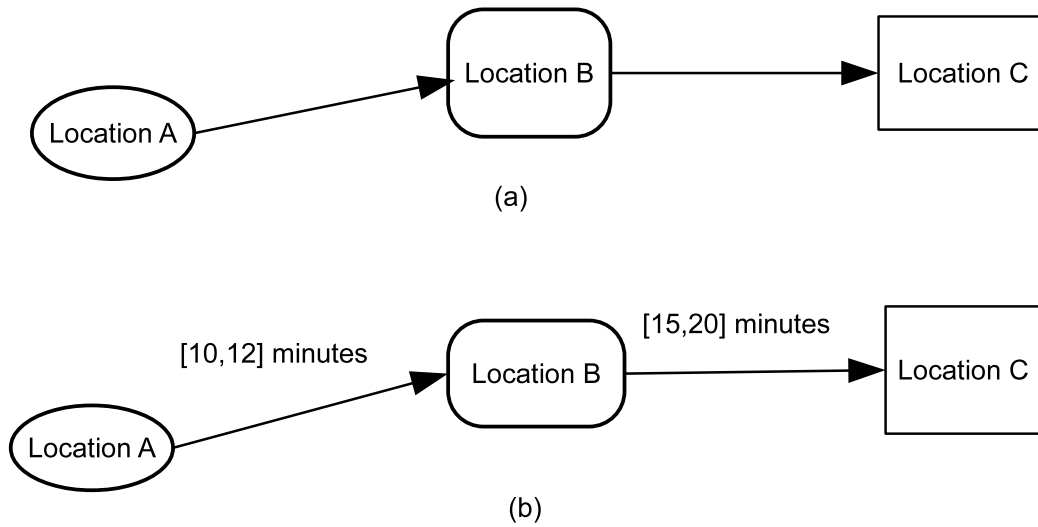 Location A
Location B
Location C
(a)
[10,12] minutes
[15,20] minutes
Location A
Location B
Location C
(b)